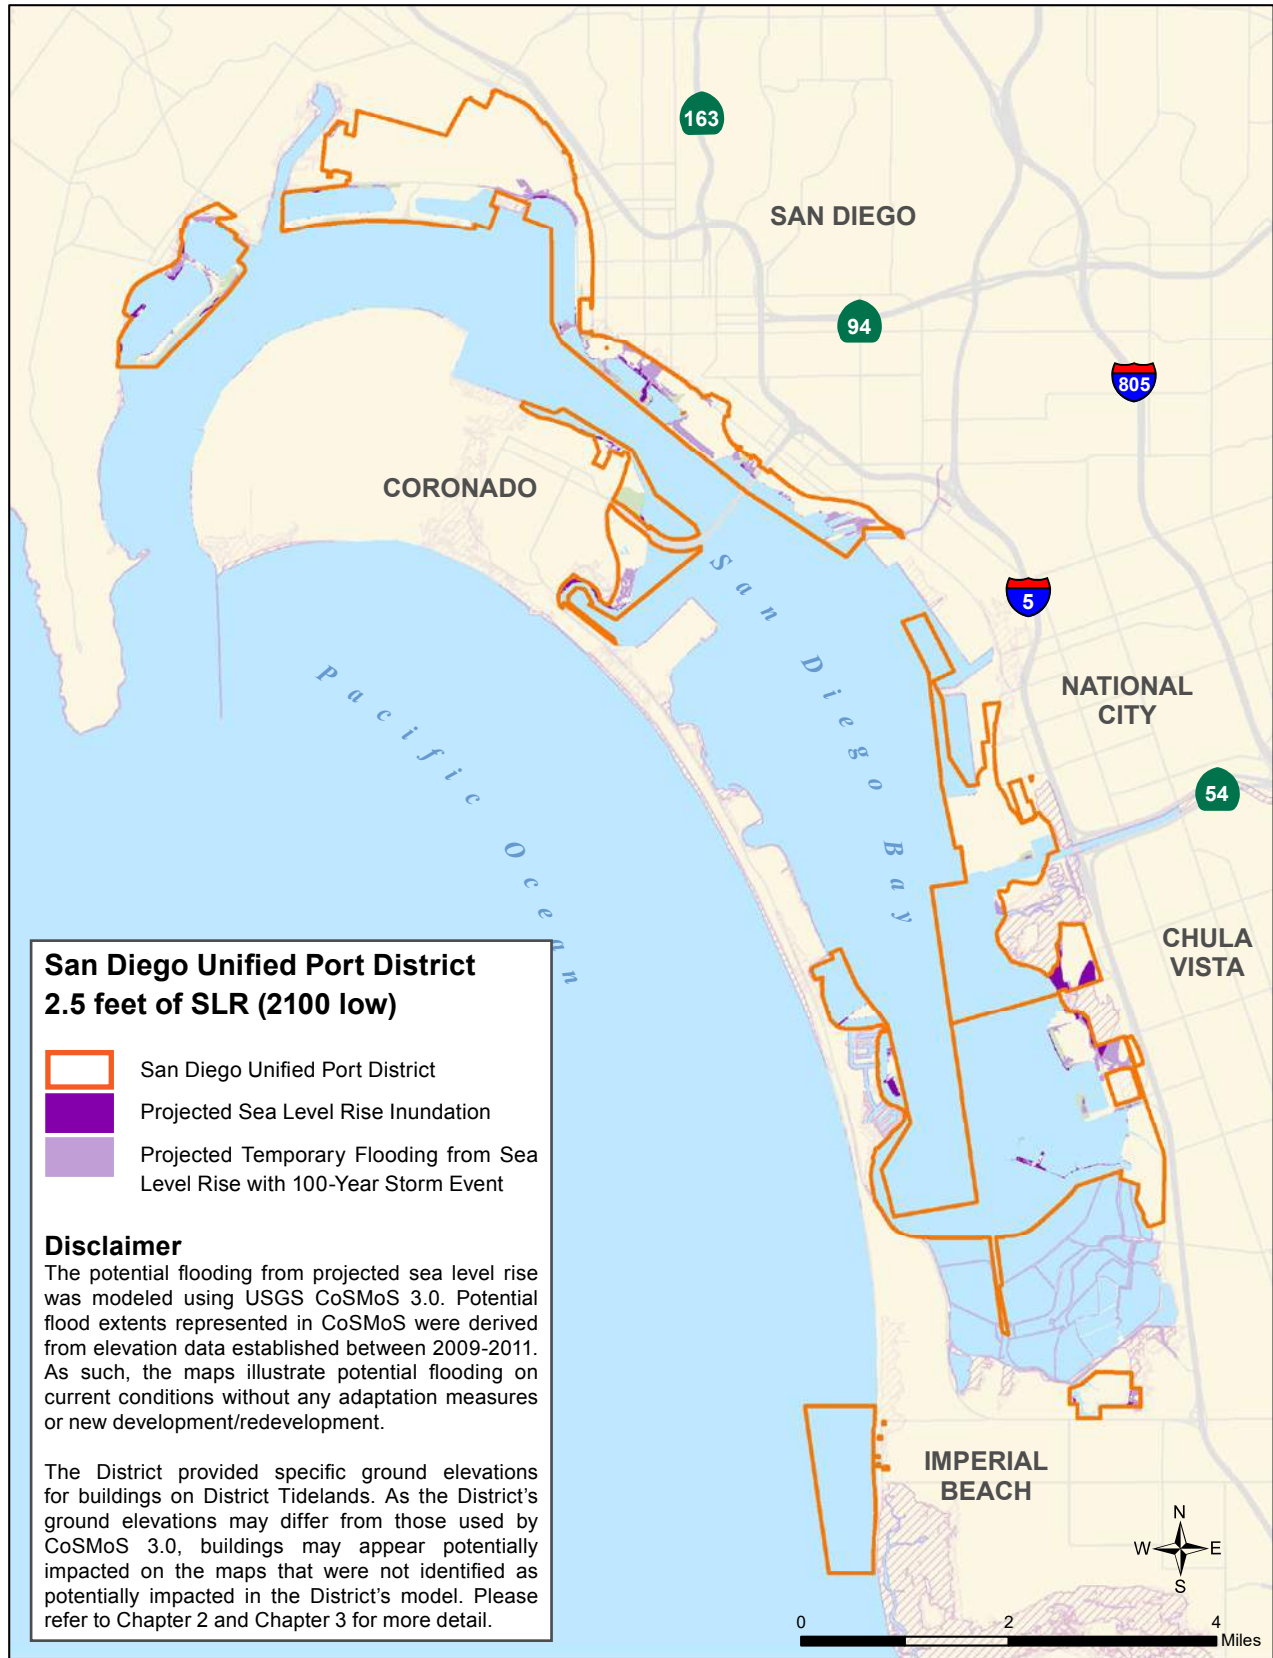 163
SAN DIEGO
94
805
CORONADO
San Diego Bay
5
Pacific Ocean
NATIONAL
CITY
54
CHULA
VISTA
San Diego Unified Port District
2.5 feet of SLR (2100 low)
San Diego Unified Port District
Projected Sea Level Rise Inundation
Projected Temporary Flooding from Sea
Level Rise with 100-Year Storm Event
Disclaimer
The potential flooding from projected sea level rise
was modeled using USGS CoSMoS 3.0. Potential
flood extents represented in CoSMoS were derived
from elevation data established between 2009-2011.
As such, the maps illustrate potential flooding on
current conditions without any adaptation measures
or new development/redevelopment.
The District provided specific ground elevations
for buildings on District Tidelands. As the District's
ground elevations may differ from those used by
CoSMoS 3.0, buildings may appear potentially
impacted on the maps that were not identified as
potentially impacted in the District's model. Please
refer to Chapter 2 and Chapter 3 for more detail.
IMPERIAL
BEACH
N
W E
S
0 2 4
Miles